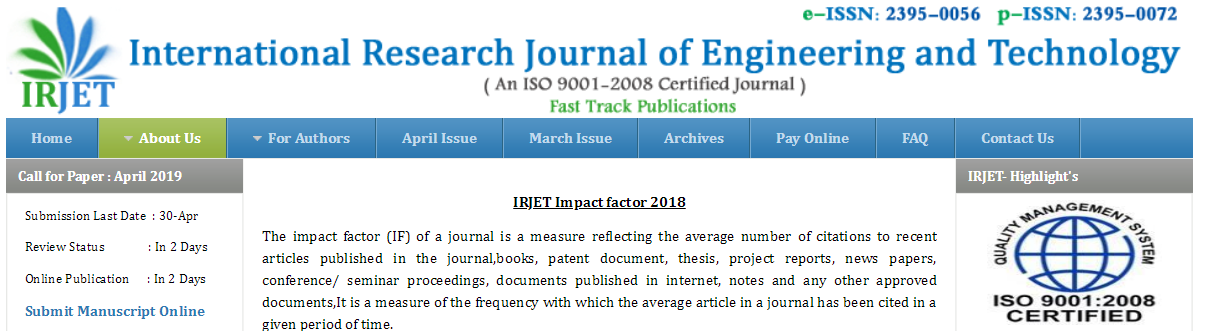 e-ISSN: 2395-0056 p-ISSN: 2395-0072
IRJET
International Research Journal of Engineering and Technology
( An ISO 9001-2008 Certified Journal )
Fast Track Publications
Home About Us For Authors April Issue March Issue Archives Pay Online FAQ Contact Us
Call for Paper : April 2019
Submission Last Date : 30-Apr
Review Status : In 2 Days
Online Publication : In 2 Days
Submit Manuscript Online
IRJET Impact factor 2018
The impact factor (IF) of a journal is a measure reflecting the average number of citations to recent
articles published in the journal,books, patent document, thesis, project reports, news papers,
conference/ seminar proceedings, documents published in internet, notes and any other approved
documents,It is a measure of the frequency with which the average article in a journal has been cited in a
given period of time.
IRJET- Highlight's
QUALITY MANAGEMENT SYSTEM
ISO 9001:2008
CERTIFIED